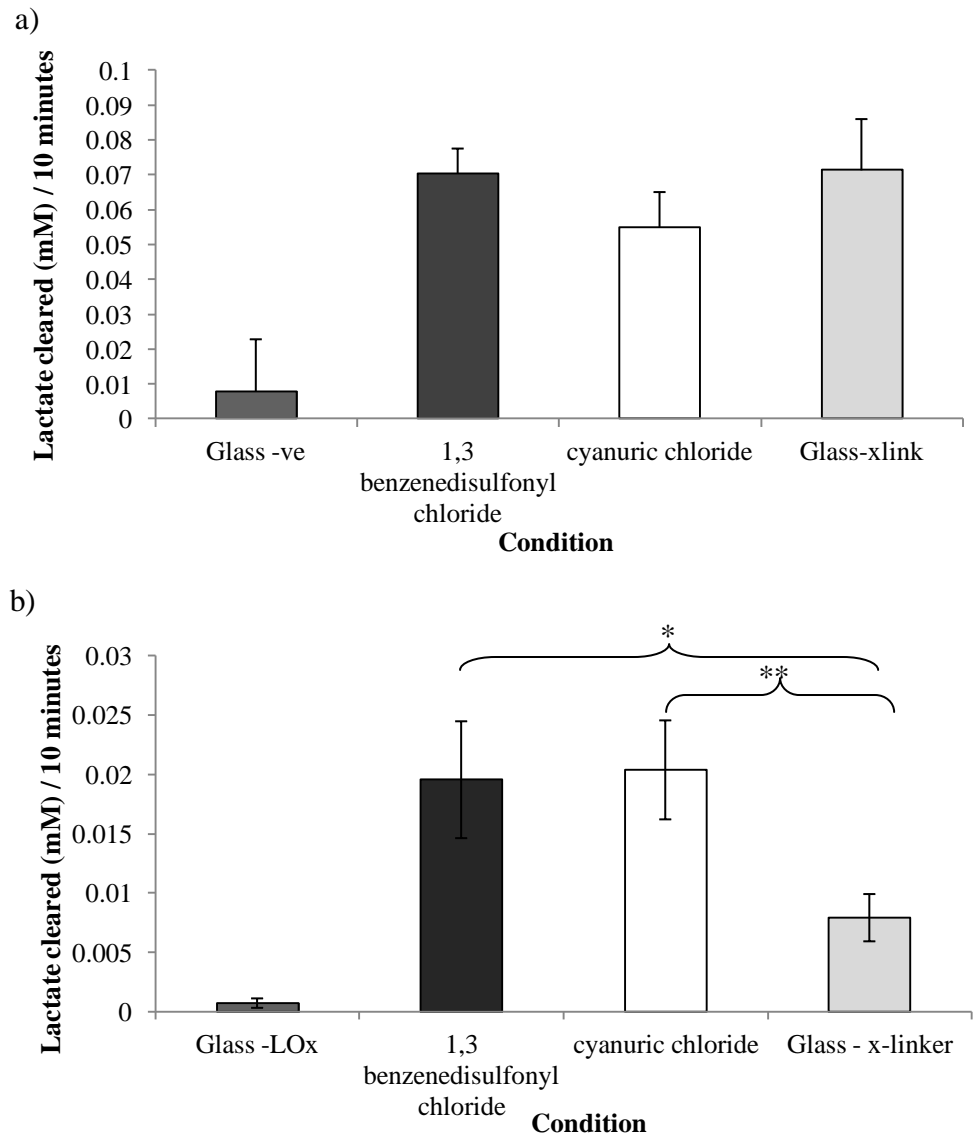 a)
Lactate cleared (mM) / 10 minutes
0.1
0.09
0.08
0.07
0.06
0.05
0.04
0.03
0.02
0.01
0
Glass -ve
1,3
benzenedisulfonyl
chloride
cyanuric chloride
Glass-xlink
Condition
b)
Lactate cleared (mM) / 10 minutes
0.03
0.025
0.02
0.015
0.01
0.005
0
*
**
Glass -LOx
1,3
benzenedisulfonyl
chloride
cyanuric chloride
Glass - x-linker
Condition